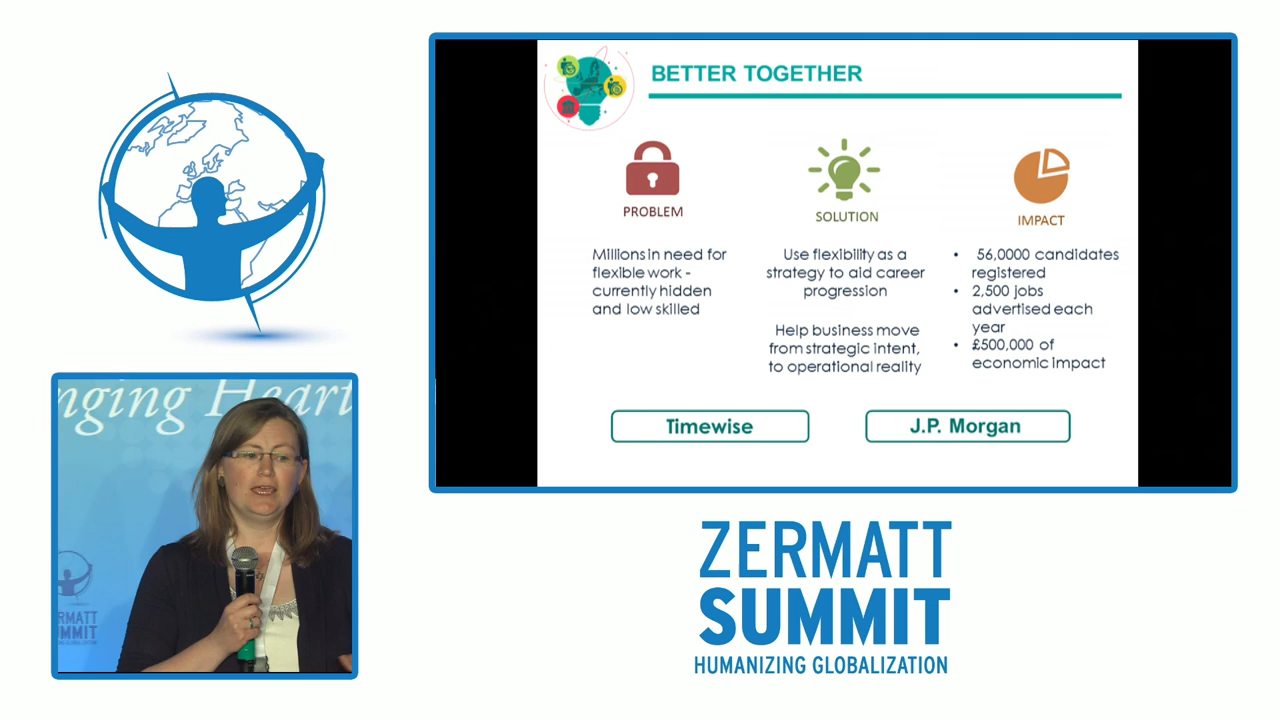 BETTER TOGETHER
PROBLEM
SOLUTION
IMPACT
Millions in need for
flexible work -
currently hidden
and low skilled
Use flexibility as a
strategy to aid career
progression
Help business move
from strategic intent,
to operational reality
• 56,0000 candidates
registered
• 2,500 jobs
advertised each
year
• £500,000 of
economic impact
Timewise
J.P. Morgan
nging Heart
ZERMATT
SUMMIT
HUMANIZING GLOBALIZATION